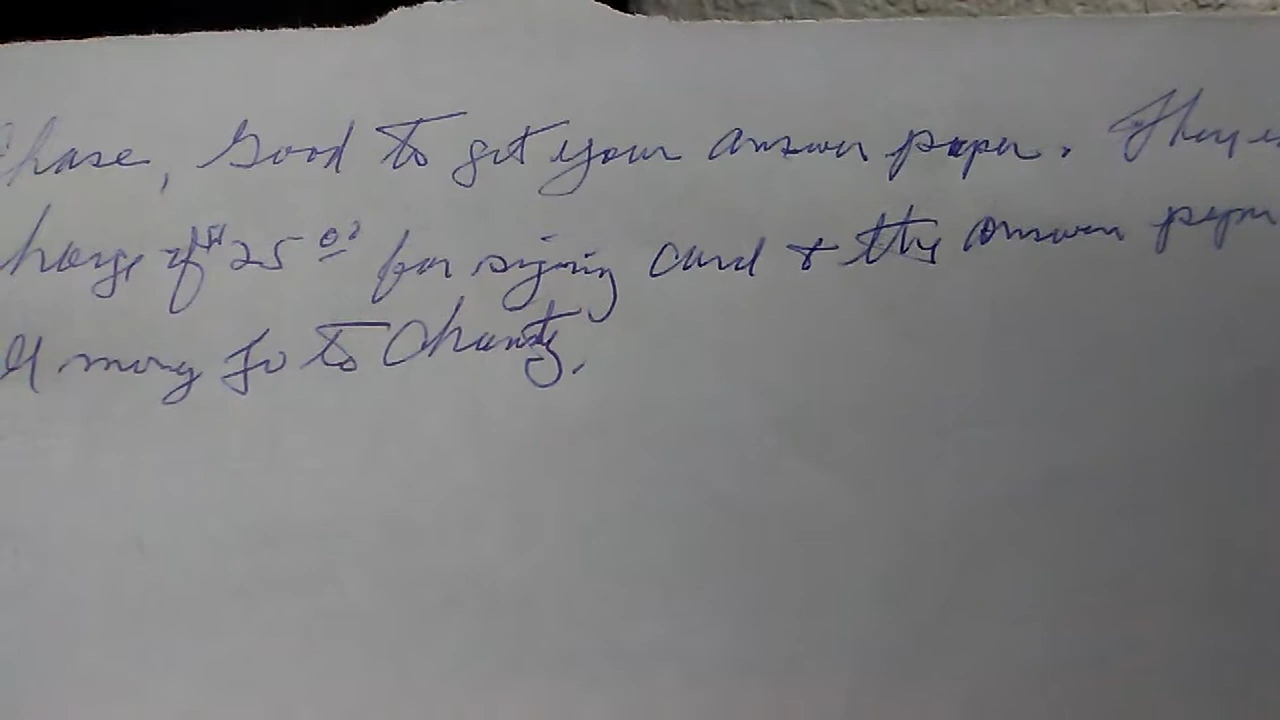 hase, Good to get your answer paper. There
harge of $25.00 for signing card & the answer paper
ll money go to Charity.